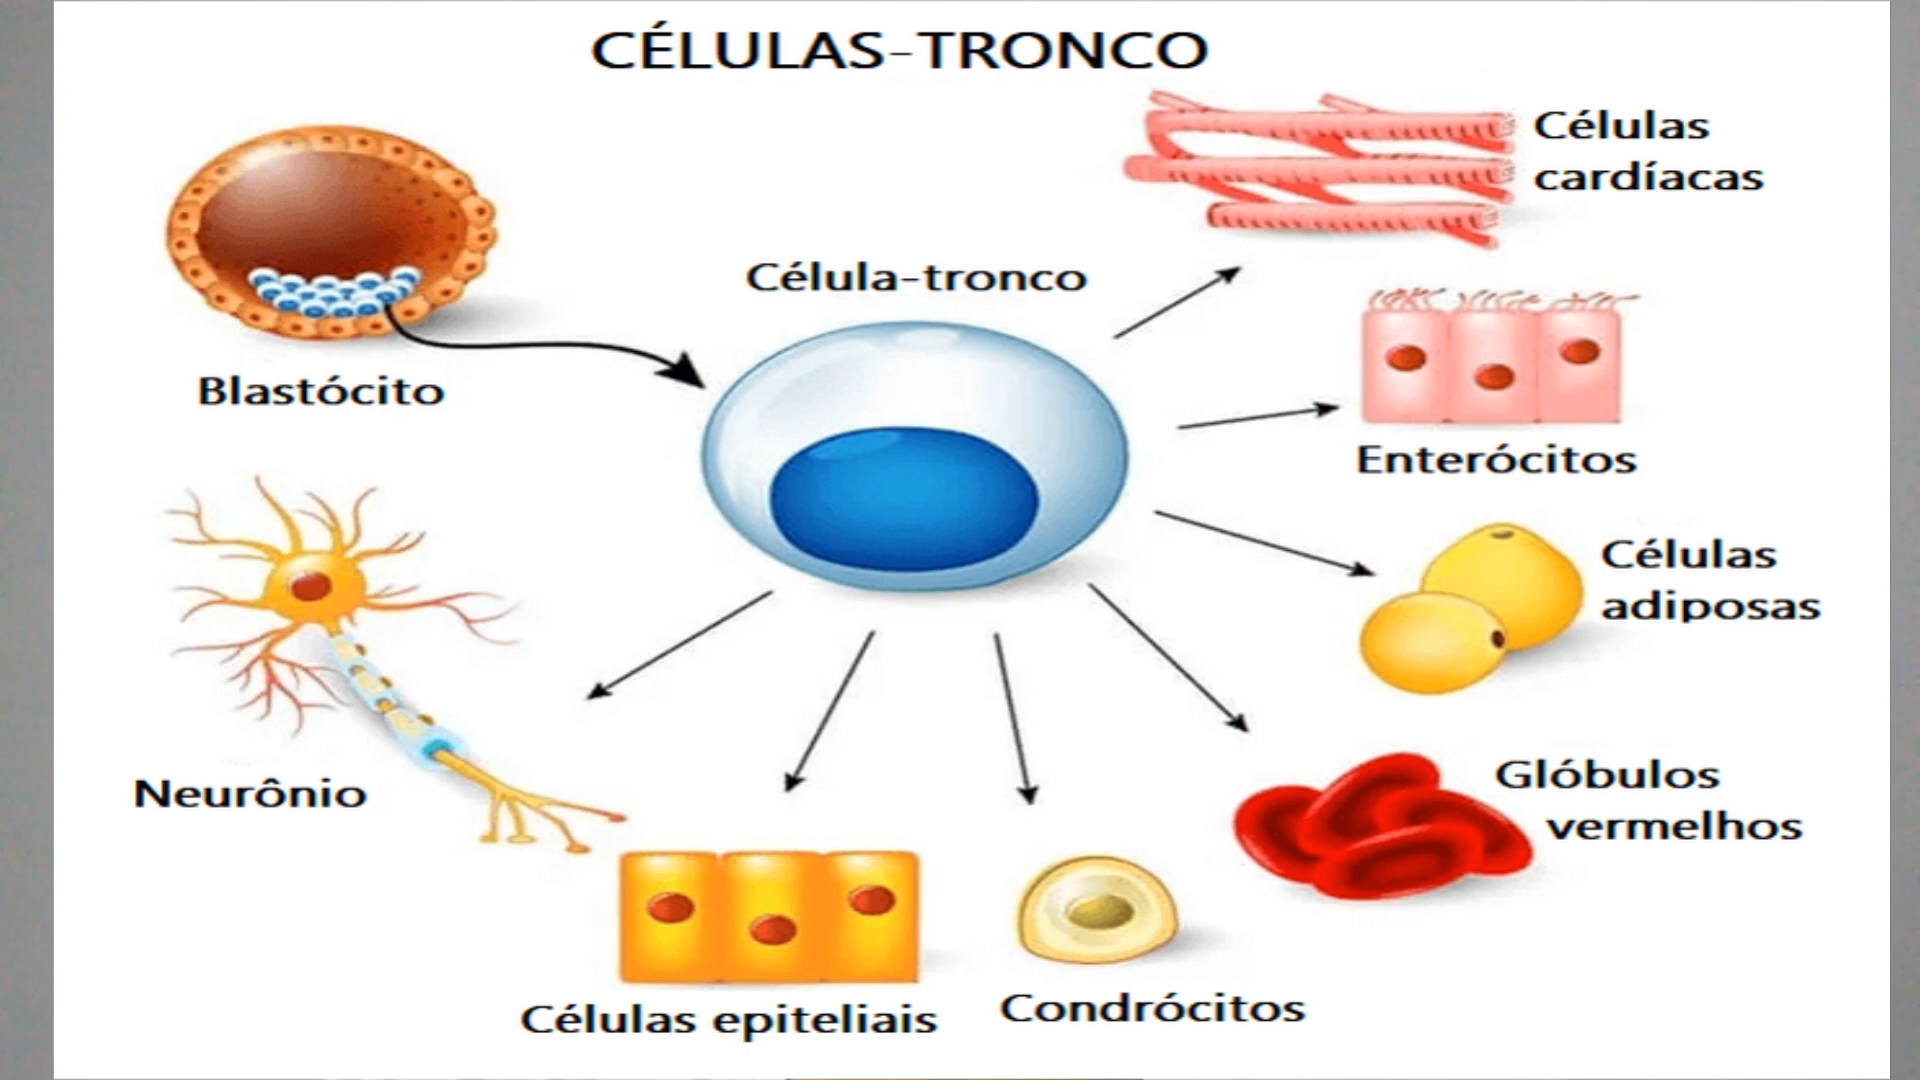 CÉLULAS-TRONCO
Células
cardíacas
Célula-tronco
Blastócito
Enterócitos
Células
adiposas
Neurônio
Glóbulos
vermelhos
Células epiteliais
Condrócitos